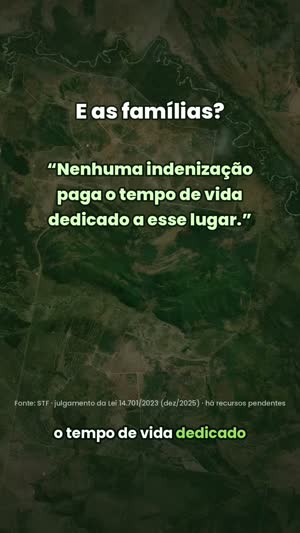 E as famílias?
“Nenhuma indenização
paga o tempo de vida
dedicado a esse lugar.”
Fonte: STF · julgamento da Lei 14.701/2023 (dez/2025) · há recursos pendentes
o tempo de vida dedicado